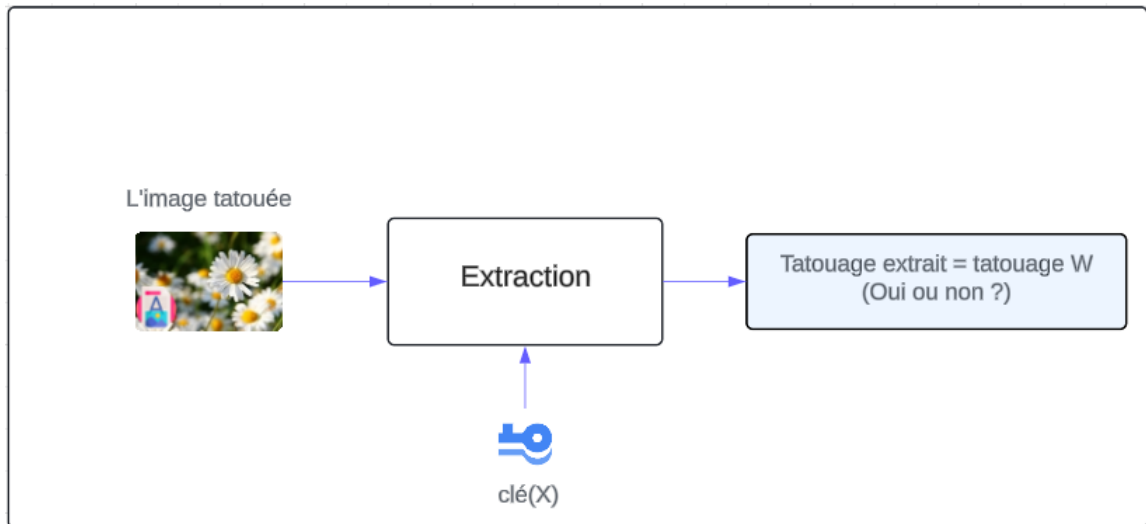 L'image tatouée
Extraction
Tatouage extrait = tatouage W
(Oui ou non ?)
clé(X)